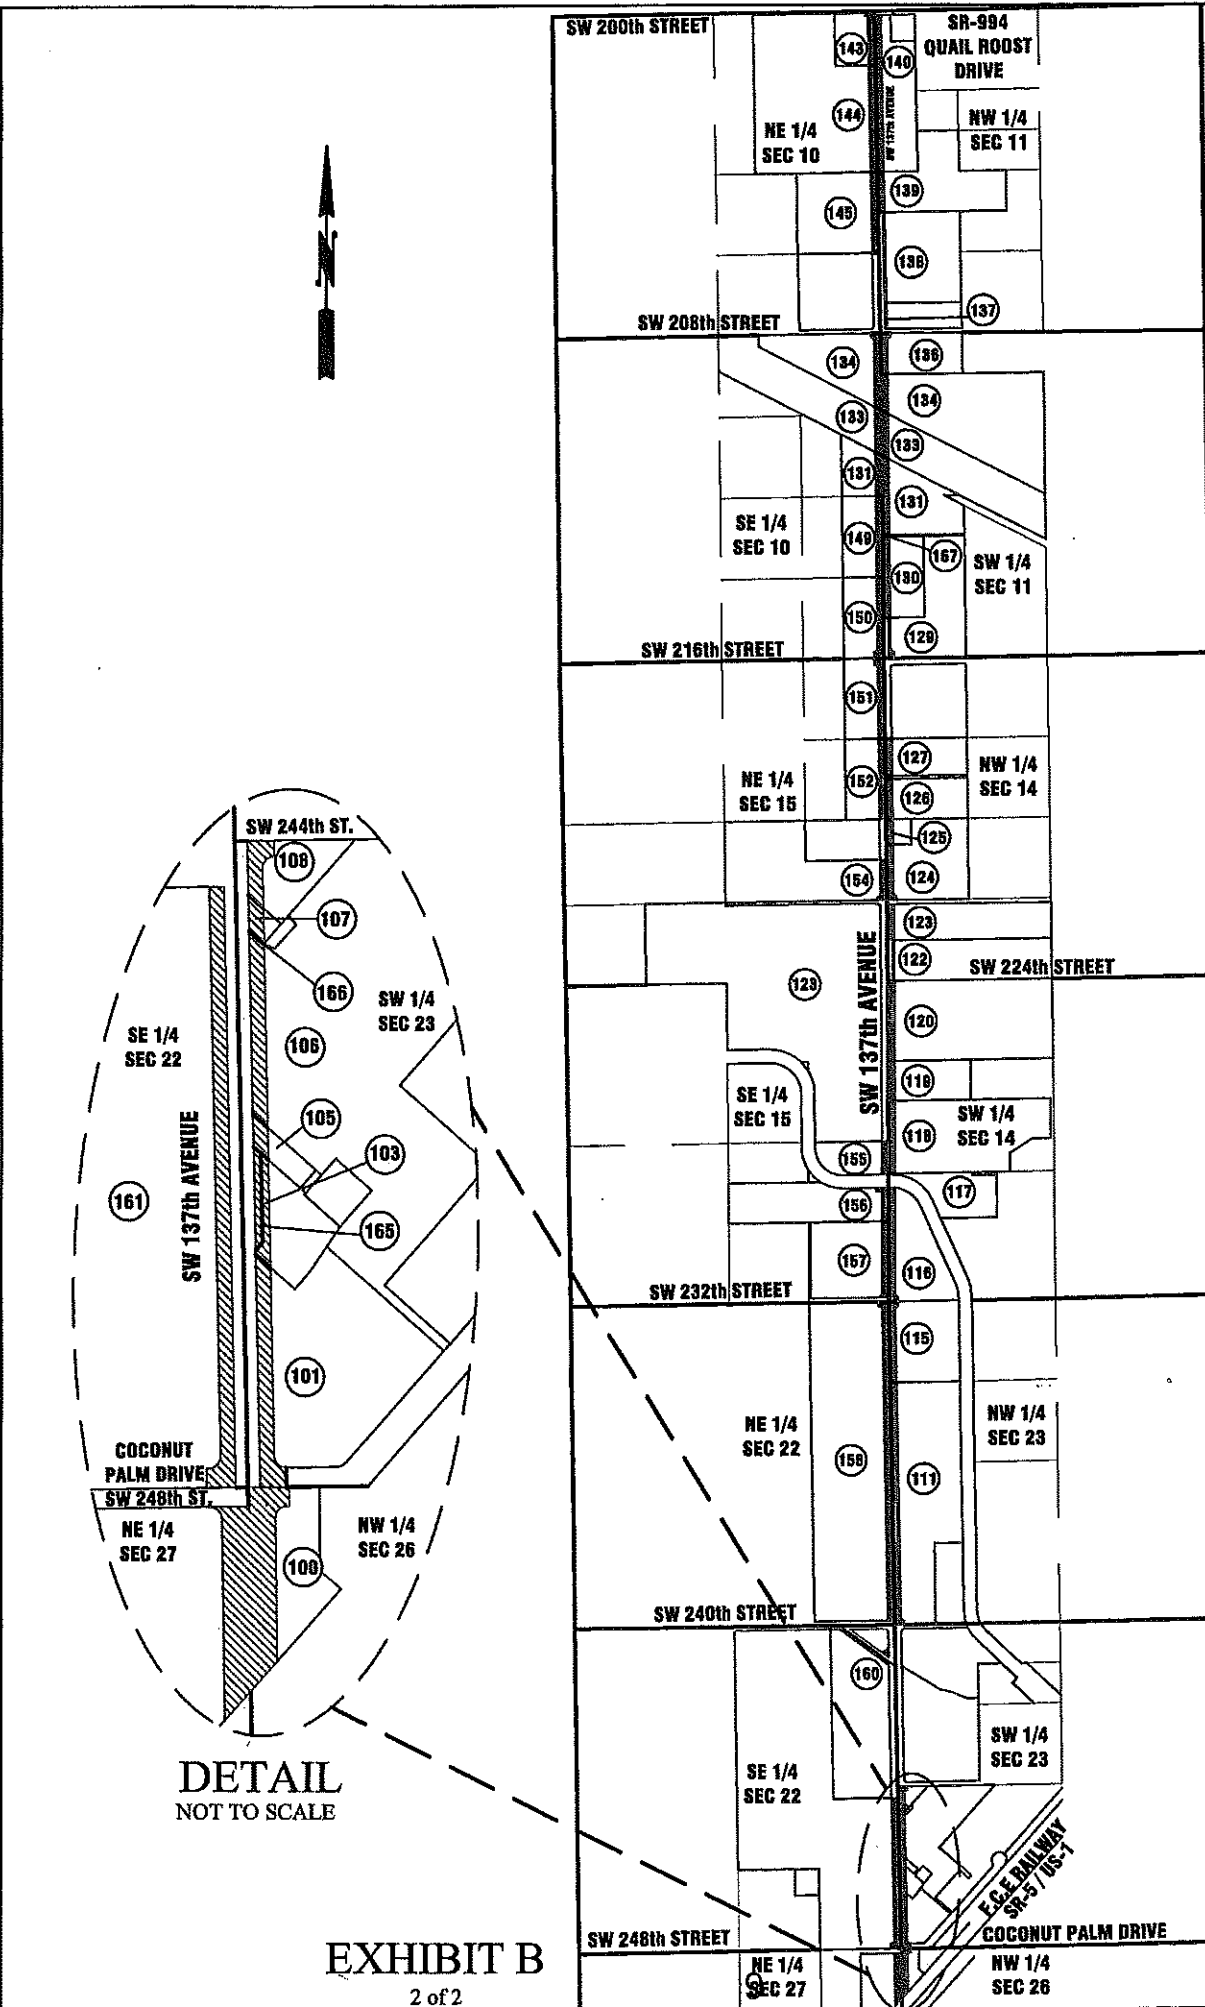 SW 200th STREET
SR-994
QUAIL ROOST
DRIVE
143
140
SW 137th AVENUE
144
NE 1/4
SEC 10
NW 1/4
SEC 11
139
145
138
137
SW 208th STREET
N
134
136
134
133
133
131
131
SE 1/4
SEC 10
149
167
SW 1/4
SEC 11
130
150
129
SW 216th STREET
151
127
NE 1/4
SEC 15
152
NW 1/4
SEC 14
126
125
154
124
123
122
SW 224th STREET
123
SW 137th AVENUE
120
119
SE 1/4
SEC 15
SW 1/4
SEC 14
118
155
117
156
157
116
SW 232th STREET
115
NE 1/4
SEC 22
NW 1/4
SEC 23
158
111
SW 240th STREET
160
SW 1/4
SEC 23
SE 1/4
SEC 22
F.C.E RAILWAY
SR-5 / US-1
SW 248th STREET
COCONUT PALM DRIVE
NE 1/4
SEC 27
9
NW 1/4
SEC 26
SW 244th ST.
108
107
166
SW 1/4
SEC 23
SE 1/4
SEC 22
106
105
103
SW 137th AVENUE
161
165
101
COCONUT
PALM DRIVE
SW 248th ST.
NE 1/4
SEC 27
NW 1/4
SEC 26
100
DETAIL
NOT TO SCALE
EXHIBIT B
2 of 2